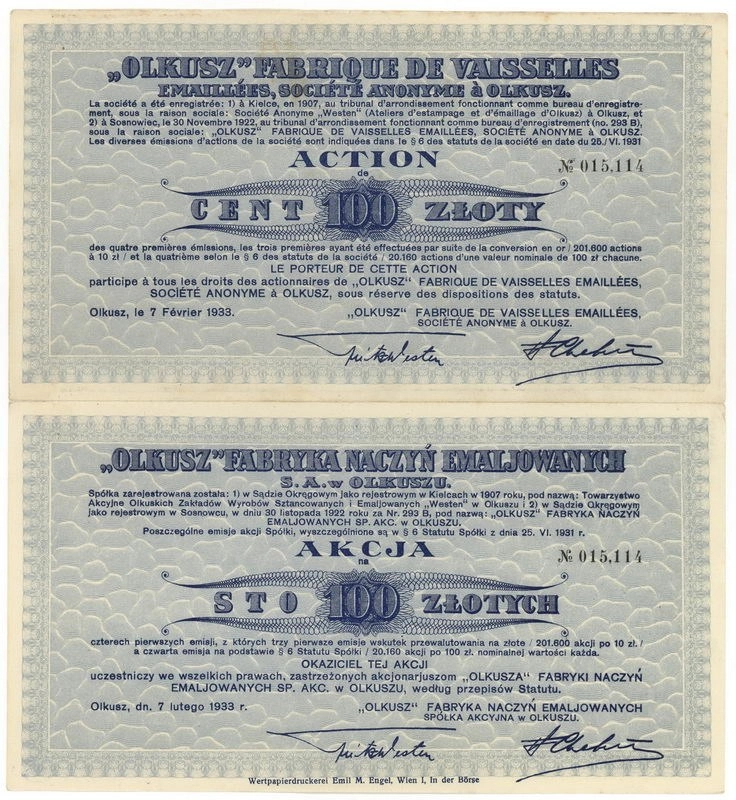 „OLKUSZ” FABRIQUE DE VAISSELLES
EMAILLÉES, SOCIÉTÉ ANONYME à OLKUSZ.
La société a été enregistrée: 1) à Kielce, en 1907, au tribunal d'arrondissement fonctionnant comme bureau d'enregistre-
ment, sous la raison sociale: Société Anonyme „Westen" (Ateliers d'estampage et d'émaillage d'Olkusz) à Olkusz, et
2) à Sosnowiec, le 30 Novembre 1922, au tribunal d'arrondissement fonctionnant comme bureau d'enregistrement (no. 293 B),
sous la raison sociale: „OLKUSZ" FABRIQUE DE VAISSELLES EMAILLÉES, SOCIÉTÉ ANONYME à OLKUSZ.
Les diverses émissions d'actions de la société sont indiquées dans le § 6 des statuts de la société en date du 25./VI. 1931
ACTION
de
№ 015,114
CENT 100 ZŁOTY
des quatre premières émissions, les trois premières ayant été effectuées par suite de la conversion en or / 201.600 actions
à 10 zł / et la quatrième selon le § 6 des statuts de la société / 20.160 actions d'une valeur nominale de 100 zł chacune.
LE PORTEUR DE CETTE ACTION
participe à tous les droits des actionnaires de „OLKUSZ" FABRIQUE DE VAISSELLES EMAILLÉES,
SOCIÉTÉ ANONYME à OLKUSZ, sous réserve des dispositions des statuts.
Olkusz, le 7 Février 1933. „OLKUSZ" FABRIQUE DE VAISSELLES EMAILLÉES,
SOCIÉTÉ ANONYME à OLKUSZ.
Westen
„OLKUSZ” FABRYKA NACZYŃ EMALJOWANYCH
S. A. w OLKUSZU.
Spółka zarejestrowana została: 1) w Sądzie Okręgowym jako rejestrowym w Kielcach w 1907 roku, pod nazwą: Towarzystwo
Akcyjne Olkuskich Zakładów Wyrobów Sztancowanych i Emaljowanych „Westen" w Olkuszu i 2) w Sądzie Okręgowym
jako rejestrowym w Sosnowcu, w dniu 30 listopada 1922 roku za Nr. 293 B, pod nazwą: „OLKUSZ" FABRYKA NACZYŃ
EMALJOWANYCH SP. AKC. w OLKUSZU.
Poszczególne emisje akcji Spółki, wyszczególnione są w § 6 Statutu Spółki z dnia 25. VI. 1931 r.
AKCJA
na
№ 015,114
STO 100 ZŁOTYCH
czterech pierwszych emisji, z których trzy pierwsze emisje wskutek przewalutowania na złote / 201.600 akcji po 10 zł. /
a czwarta emisja na podstawie § 6 Statutu Spółki / 20.160 akcji po 100 zł. nominalnej wartości każda.
OKAZICIEL TEJ AKCJI
uczestniczy we wszelkich prawach, zastrzeżonych akcjonarjuszom „OLKUSZA" FABRYKI NACZYŃ
EMALJOWANYCH SP. AKC. w OLKUSZU, według przepisów Statutu.
Olkusz, dn. 7 lutego 1933 r. „OLKUSZ" FABRYKA NACZYŃ EMALJOWANYCH
SPÓŁKA AKCYJNA w OLKUSZU.
Westen
Wertpapierdruckerei Emil M. Engel, Wien I, In der Börse